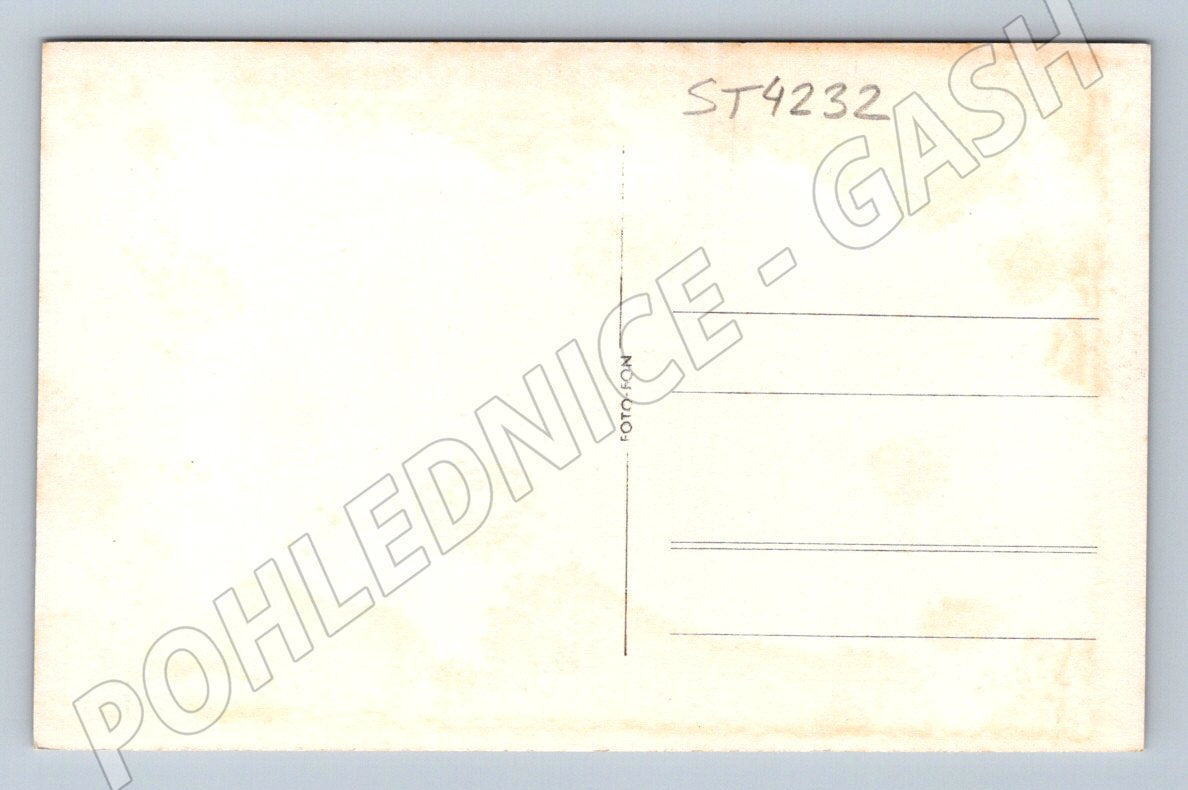 ST4232
FOTO-FON
POHLEDNICE - GASH